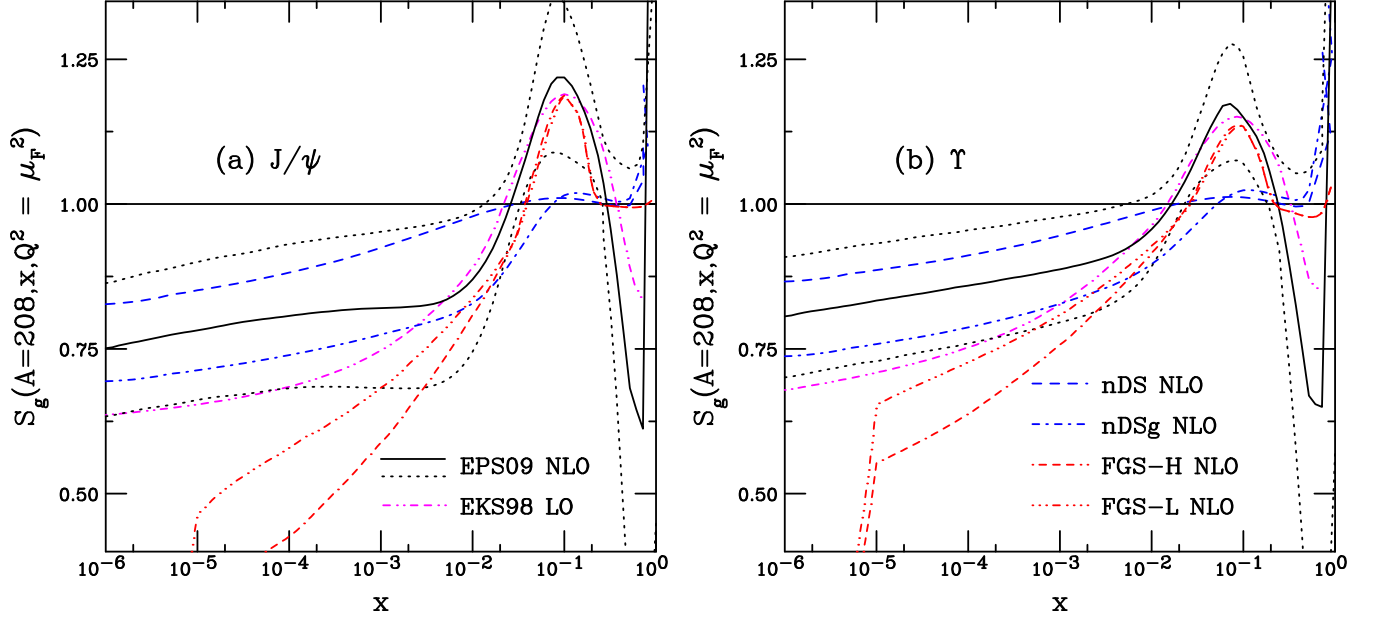 S_g(A=208,x,Q^2 = μ_F^2)
1.25
1.00
0.75
0.50
(a) J/ψ
EPS09 NLO
EKS98 LO
10^-6 10^-5 10^-4 10^-3 10^-2 10^-1 10^0
x
S_g(A=208,x,Q^2 = μ_F^2)
1.25
1.00
0.75
0.50
(b) ϒ
nDS NLO
nDSg NLO
FGS-H NLO
FGS-L NLO
10^-6 10^-5 10^-4 10^-3 10^-2 10^-1 10^0
x